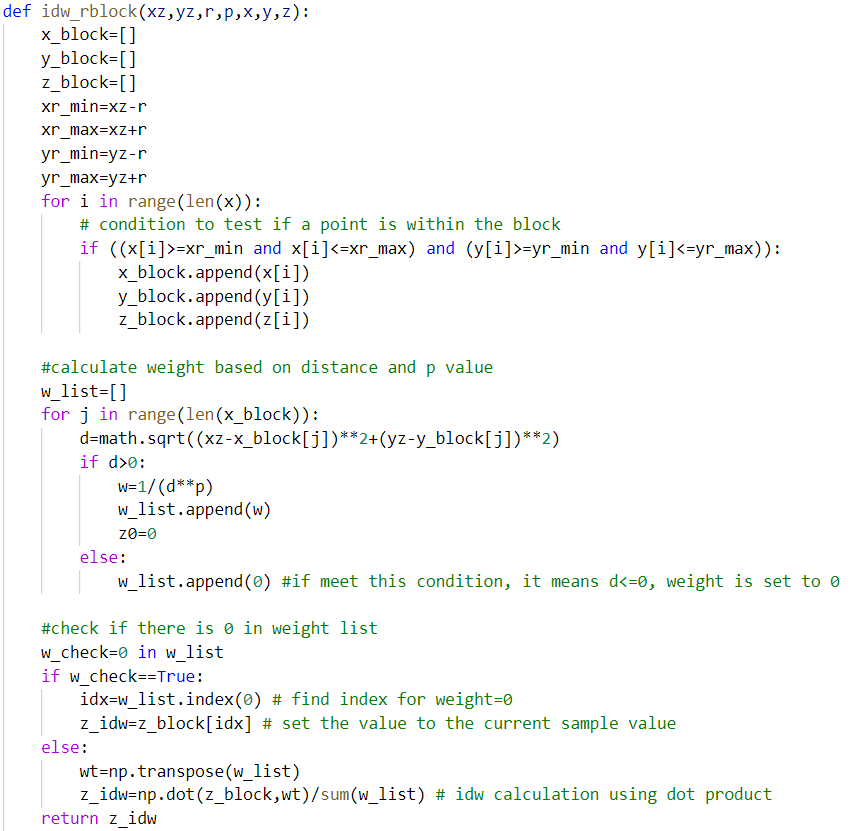 def idw_rblock(xz,yz,r,p,x,y,z):
    x_block=[]
    y_block=[]
    z_block=[]
    xr_min=xz-r
    xr_max=xz+r
    yr_min=yz-r
    yr_max=yz+r
    for i in range(len(x)):
        # condition to test if a point is within the block
        if ((x[i]>=xr_min and x[i]<=xr_max) and (y[i]>=yr_min and y[i]<=yr_max)):
            x_block.append(x[i])
            y_block.append(y[i])
            z_block.append(z[i])

    #calculate weight based on distance and p value
    w_list=[]
    for j in range(len(x_block)):
        d=math.sqrt((xz-x_block[j])**2+(yz-y_block[j])**2)
        if d>0:
            w=1/(d**p)
            w_list.append(w)
            z0=0
        else:
            w_list.append(0) #if meet this condition, it means d<=0, weight is set to 0

    #check if there is 0 in weight list
    w_check=0 in w_list
    if w_check==True:
        idx=w_list.index(0) # find index for weight=0
        z_idw=z_block[idx] # set the value to the current sample value
    else:
        wt=np.transpose(w_list)
        z_idw=np.dot(z_block,wt)/sum(w_list) # idw calculation using dot product
    return z_idw